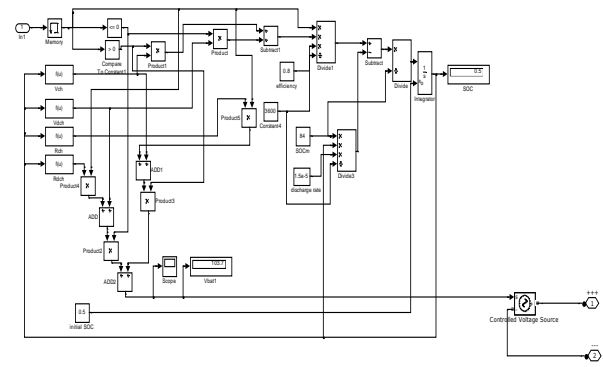 1
In1
Memory
<= 0
> 0
Compare
To Constant1
x
Product1
x
Product
Subtract1
Divide1
Subtract
Divide
1
s
xo
Integrator
0.5
SOC
f(u)
Vch
f(u)
Vdch
f(u)
Rch
f(u)
Rdch
0.8
efficiency
3600
Constant4
x
Product5
84
SOCm
1.5e-5
discharge rate
Divide3
ADD1
x
Product4
x
Product3
ADD
x
Product2
ADD2
Scope
103.7
Vbat1
0.5
initial SOC
Controlled Voltage Source
+++
1
---
2